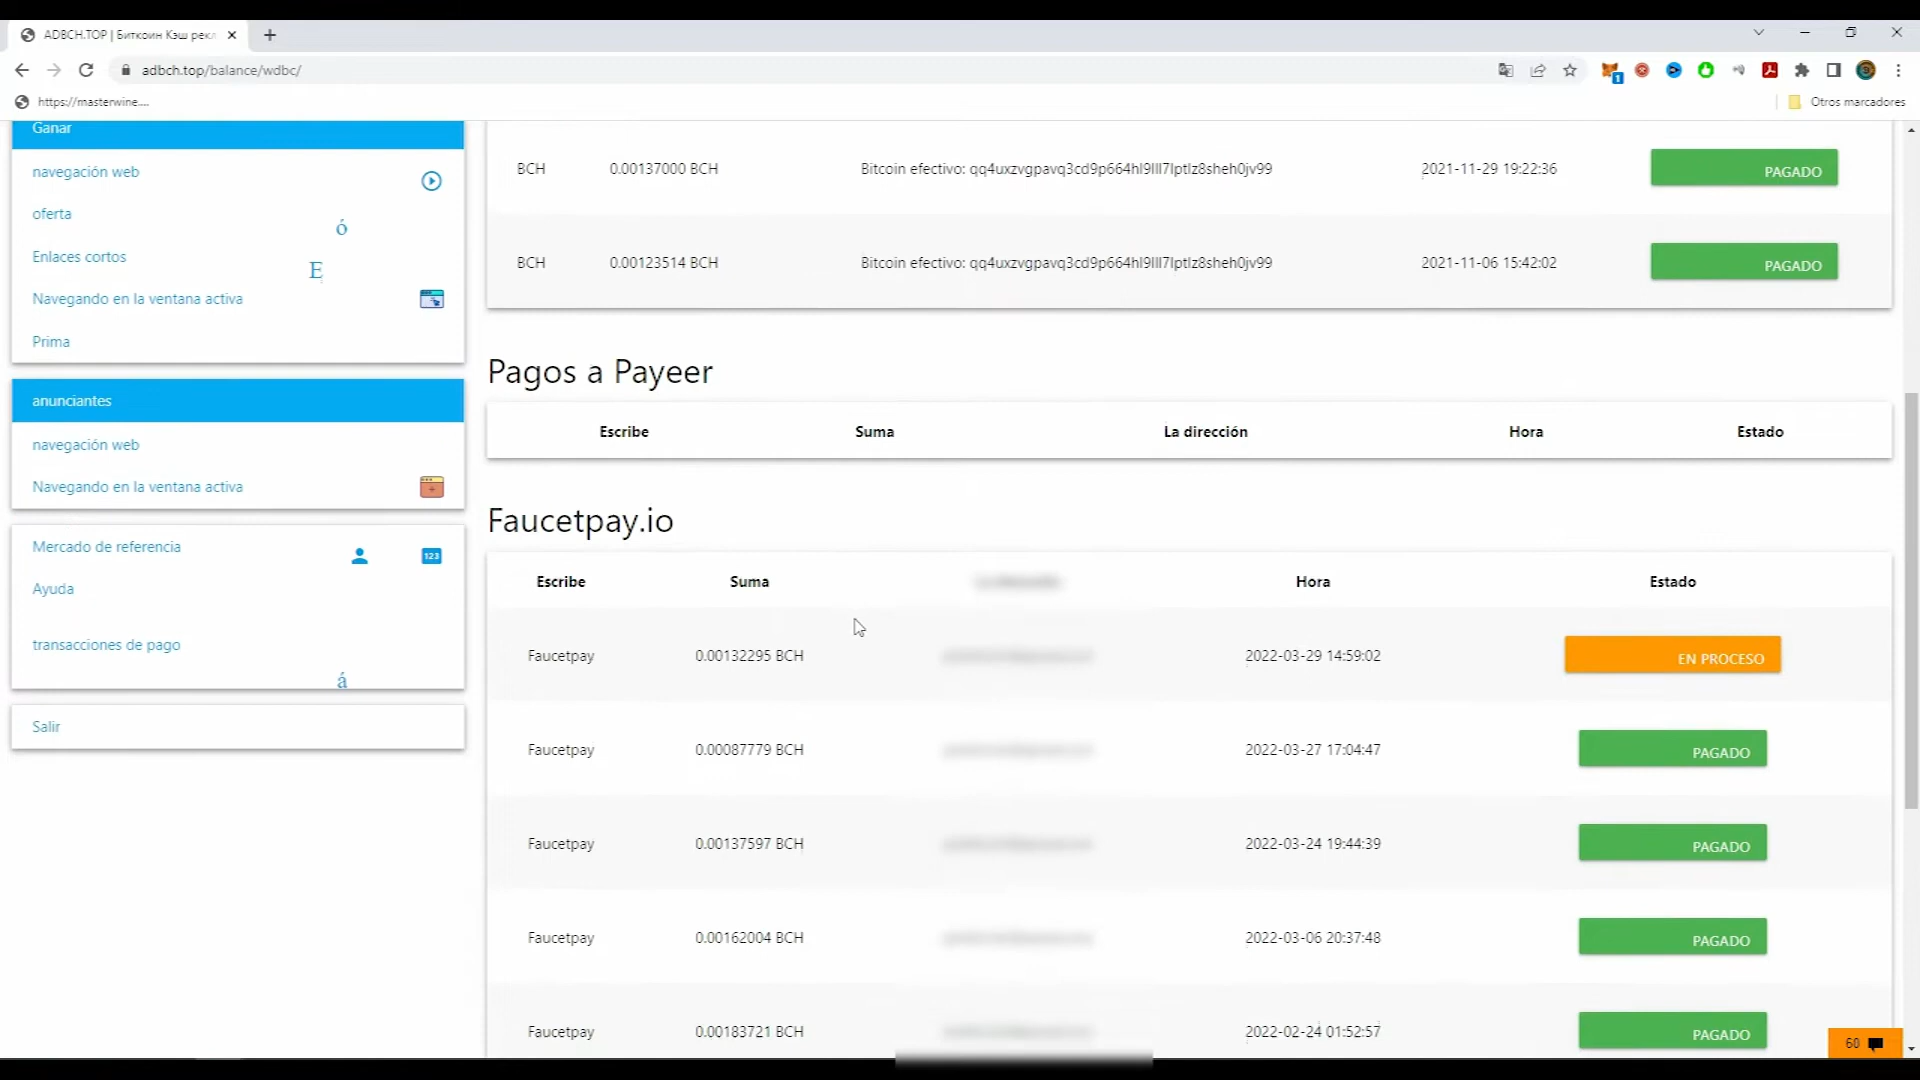 ADBCH.TOP | Биткоин Кэш рекл
adbch.top/balance/wdbc/
1
https://masterwine....
Otros marcadores
Ganar
navegación web
oferta
ó
Enlaces cortos
E
Navegando en la ventana activa
Prima
anunciantes
navegación web
Navegando en la ventana activa
Mercado de referencia
123
Ayuda
transacciones de pago
á
Salir
BCH 0.00137000 BCH Bitcoin efectivo: qq4uxzvgpavq3cd9p664hl9lll7lptlz8sheh0jv99 2021-11-29 19:22:36 PAGADO
BCH 0.00123514 BCH Bitcoin efectivo: qq4uxzvgpavq3cd9p664hl9lll7lptlz8sheh0jv99 2021-11-06 15:42:02 PAGADO
Pagos a Payeer
Escribe Suma La dirección Hora Estado
Faucetpay.io
Escribe Suma Hora Estado
Faucetpay 0.00132295 BCH 2022-03-29 14:59:02 EN PROCESO
Faucetpay 0.00087779 BCH 2022-03-27 17:04:47 PAGADO
Faucetpay 0.00137597 BCH 2022-03-24 19:44:39 PAGADO
Faucetpay 0.00162004 BCH 2022-03-06 20:37:48 PAGADO
Faucetpay 0.00183721 BCH 2022-02-24 01:52:57 PAGADO
60